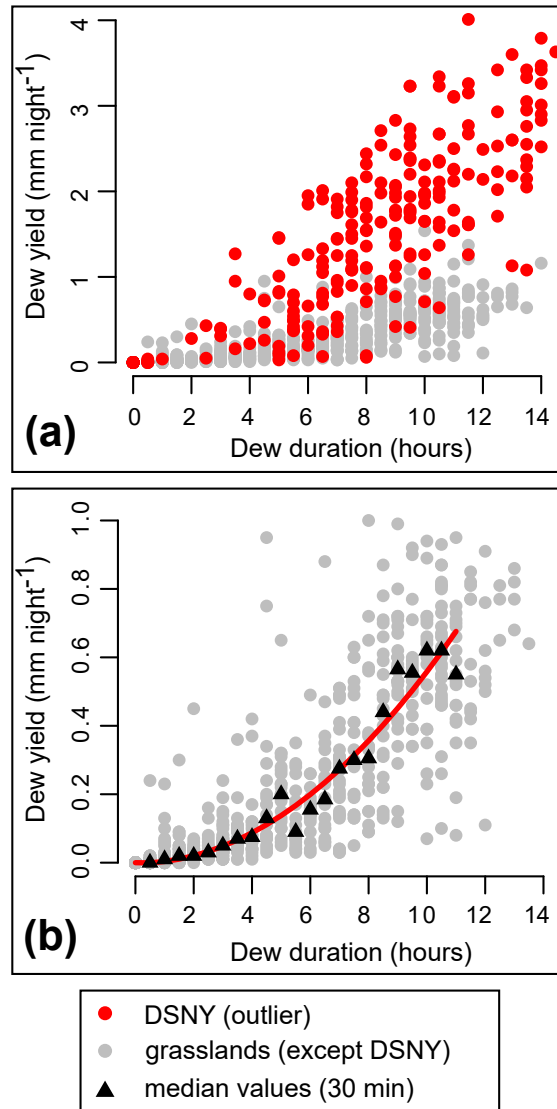 4
3
2
1
0
Dew yield (mm night⁻¹)
0 2 4 6 8 10 12 14
Dew duration (hours)
(a)
1.0
0.8
0.6
0.4
0.2
0.0
Dew yield (mm night⁻¹)
0 2 4 6 8 10 12 14
Dew duration (hours)
(b)
DSNY (outlier)
grasslands (except DSNY)
median values (30 min)